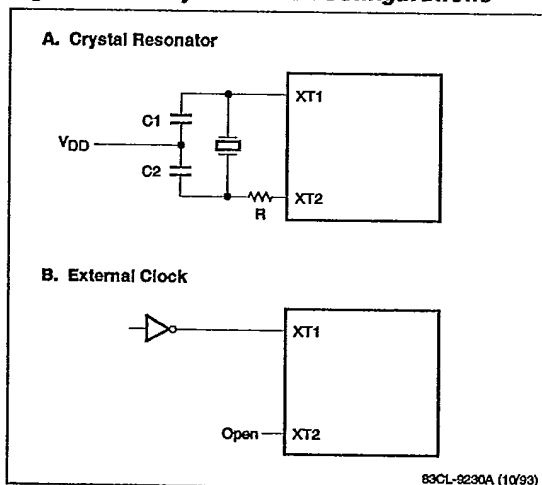 A. Crystal Resonator
XT1
C1
VDD
C2
XT2
R
B. External Clock
XT1
Open
XT2
83CL-9230A (10/93)